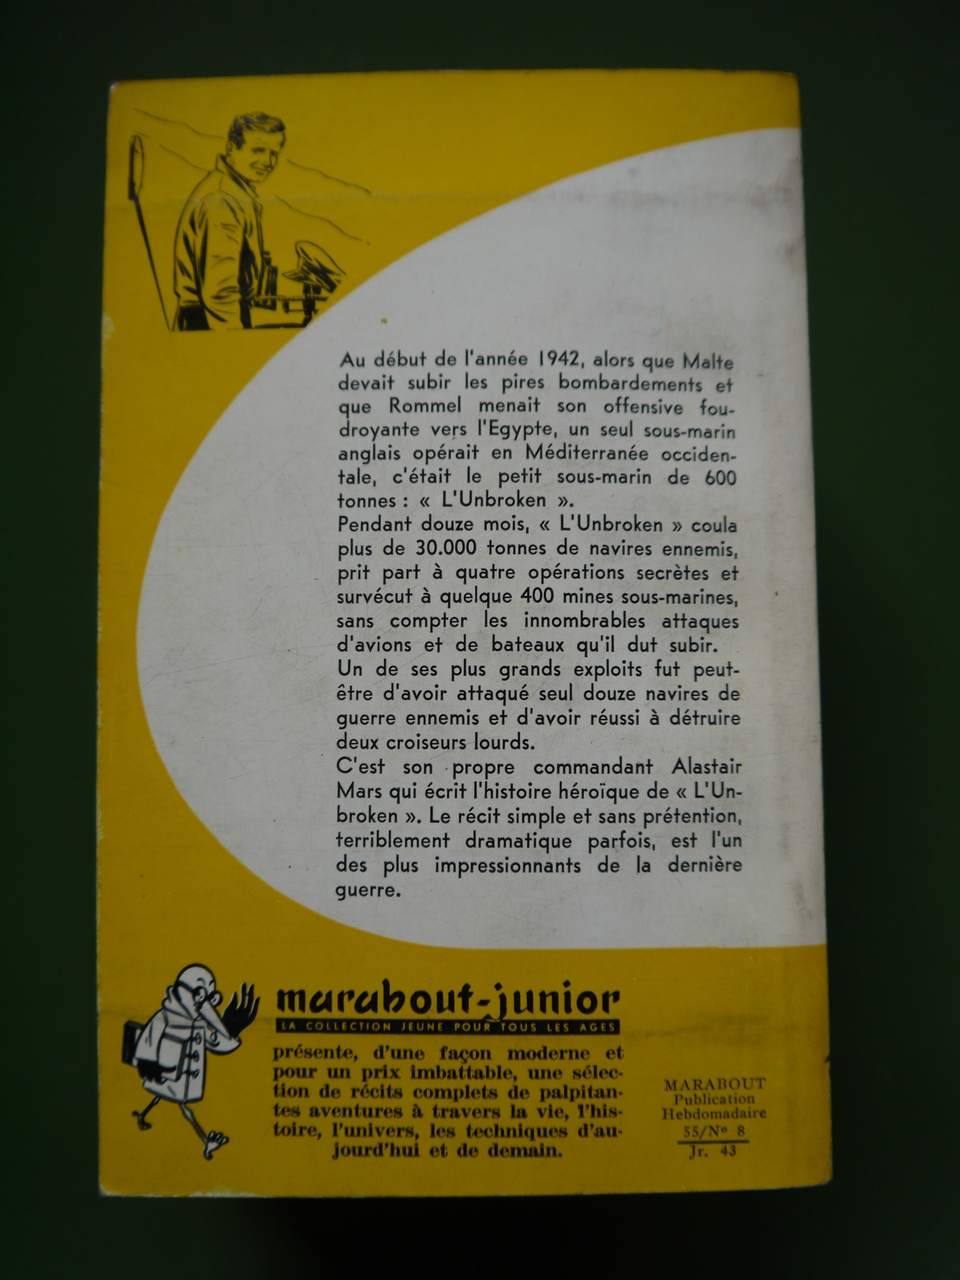 Au début de l'année 1942, alors que Malte
devait subir les pires bombardements et
que Rommel menait son offensive fou-
droyante vers l'Egypte, un seul sous-marin
anglais opérait en Méditerranée occiden-
tale, c'était le petit sous-marin de 600
tonnes : « L'Unbroken ».
Pendant douze mois, « L'Unbroken » coula
plus de 30.000 tonnes de navires ennemis,
prit part à quatre opérations secrètes et
survécut à quelque 400 mines sous-marines,
sans compter les innombrables attaques
d'avions et de bateaux qu'il dut subir.
Un de ses plus grands exploits fut peut-
être d'avoir attaqué seul douze navires de
guerre ennemis et d'avoir réussi à détruire
deux croiseurs lourds.
C'est son propre commandant Alastair
Mars qui écrit l'histoire héroïque de « L'Un-
broken ». Le récit simple et sans prétention,
terriblement dramatique parfois, est l'un
des plus impressionnants de la dernière
guerre.
marabout-junior
LA COLLECTION JEUNE POUR TOUS LES AGES
présente, d'une façon moderne et
pour un prix imbattable, une sélec-
tion de récits complets de palpitan-
tes aventures à travers la vie, l'his-
toire, l'univers, les techniques d'au-
jourd'hui et de demain.
MARABOUT
Publication
Hebdomadaire
55/Nº 8
Jr. 43